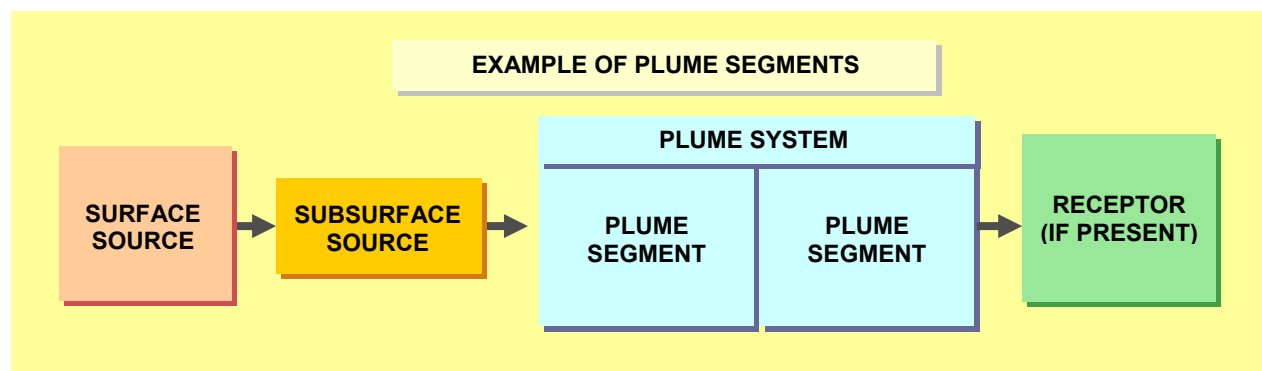 EXAMPLE OF PLUME SEGMENTS
SURFACE
SOURCE
SUBSURFACE
SOURCE
PLUME SYSTEM
PLUME
SEGMENT
PLUME
SEGMENT
RECEPTOR
(IF PRESENT)